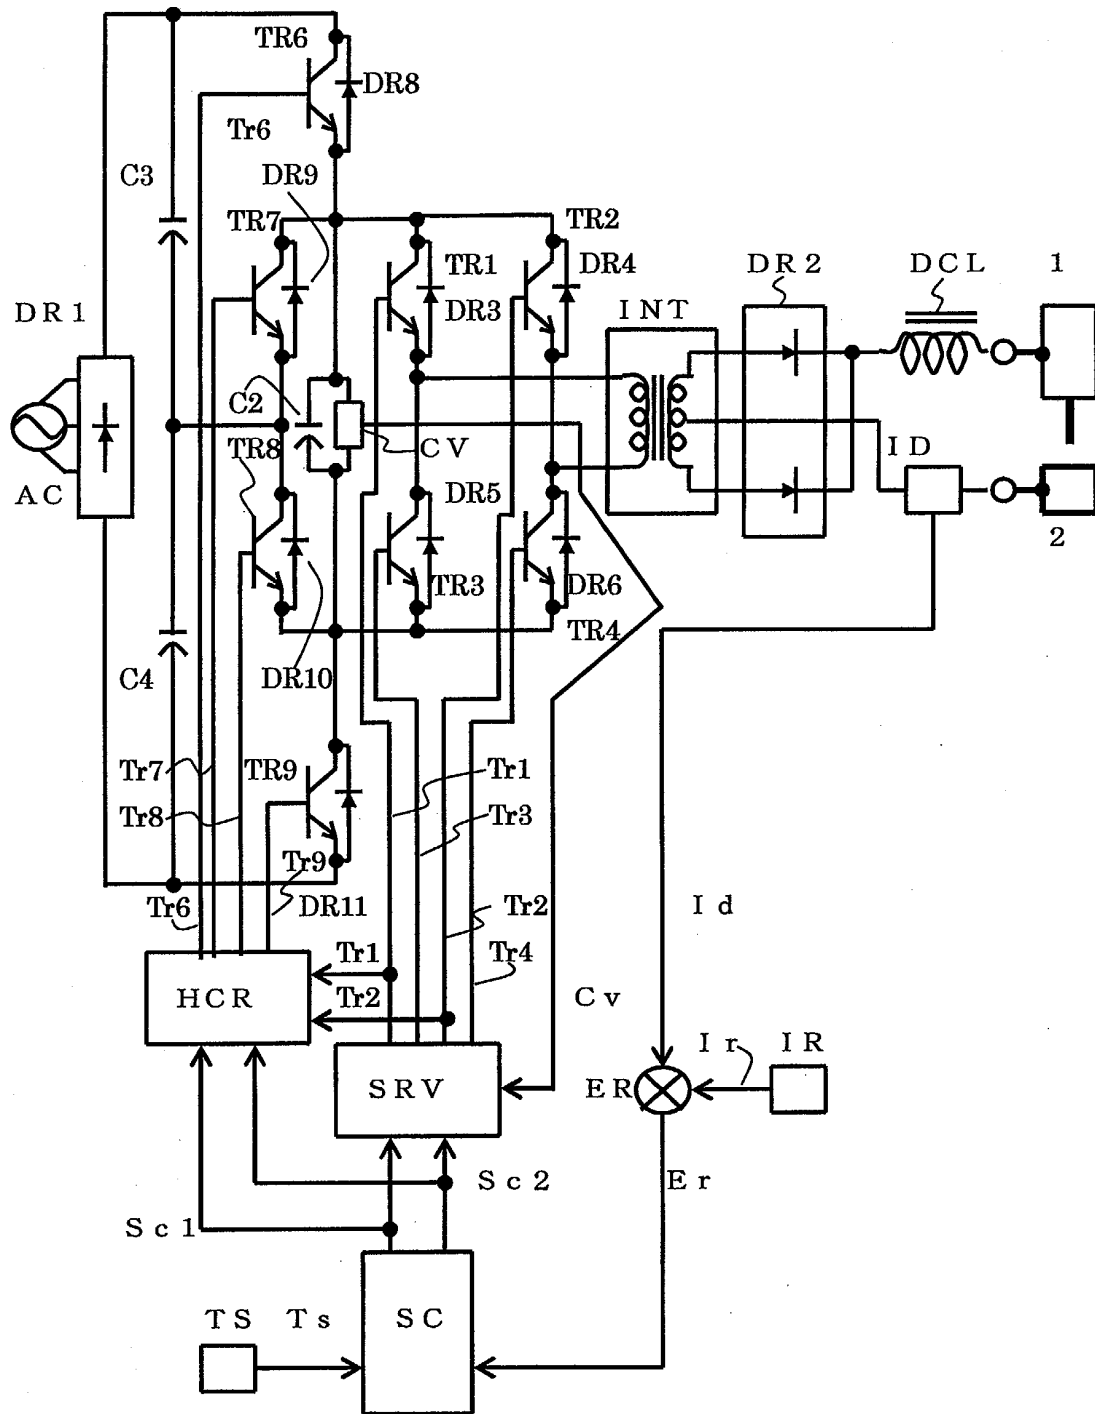 TR6
DR8
Tr6
C3
DR9
TR7
TR2
TR1
DR4
DR2
DCL
1
DR1
DR3
INT
C2
CV
TR8
DR5
ID
AC
2
TR3
DR6
TR4
C4
DR10
Tr7
TR9
Tr1
Tr8
Tr3
Tr9
Tr6
DR11
Tr2
Id
Tr1
Tr4
HCR
Tr2
Cv
Ir
IR
SRV
ER
Sc2
Er
Sc1
TS
Ts
SC